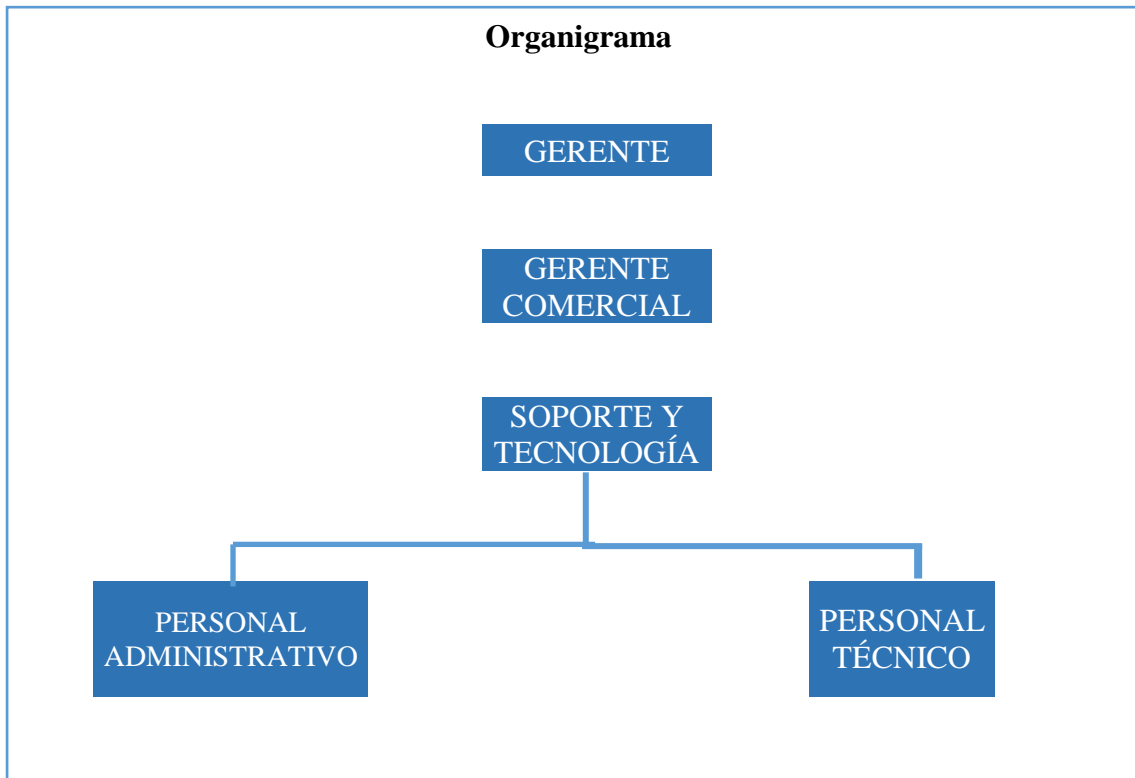 Organigrama
GERENTE
GERENTE
COMERCIAL
SOPORTE Y
TECNOLOGÍA
PERSONAL
ADMINISTRATIVO
PERSONAL
TÉCNICO